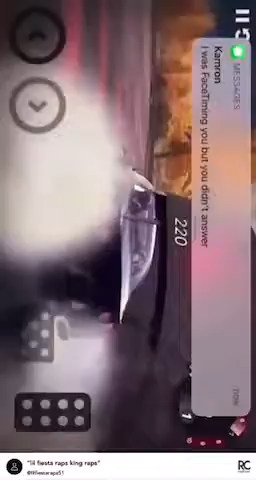 MESSAGES
now
Kamron
I was FaceTiming you but you didn't answer
220
"lil fiesta raps king raps"
@lilfiestaraps51
RC